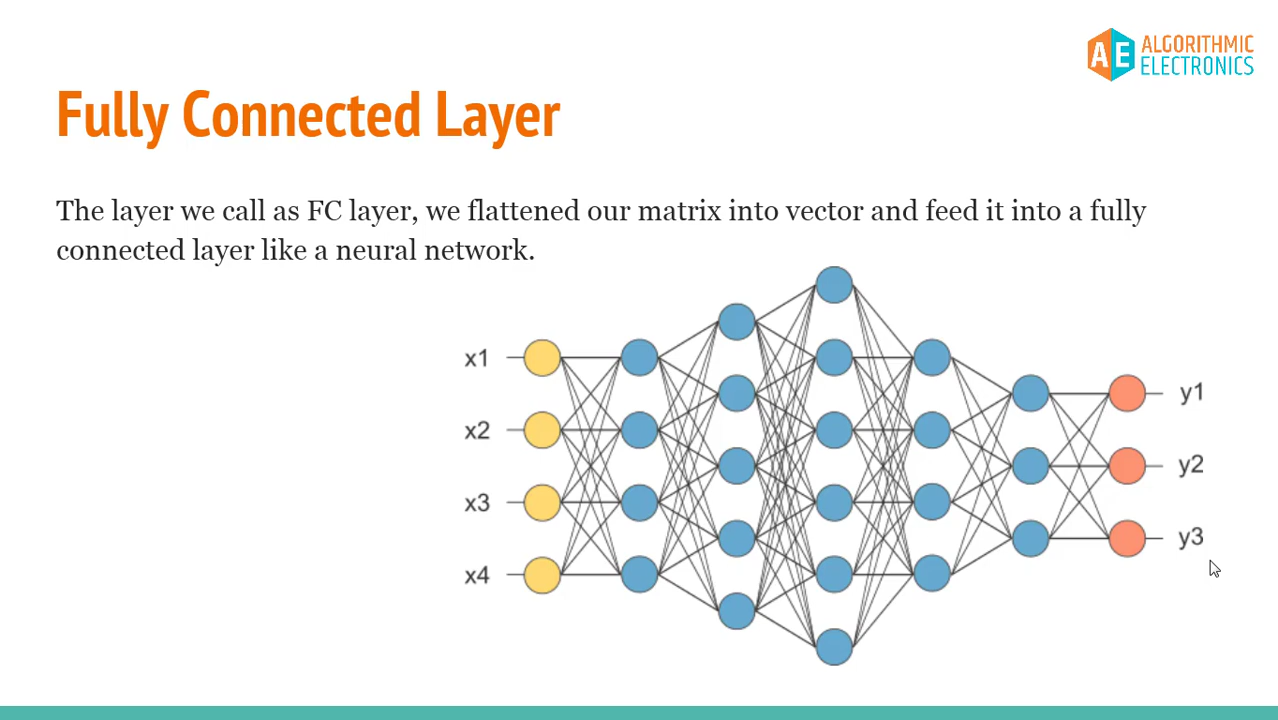 AE ALGORITHMIC
ELECTRONICS
Fully Connected Layer
The layer we call as FC layer, we flattened our matrix into vector and feed it into a fully
connected layer like a neural network.
x1
x2
x3
x4
y1
y2
y3